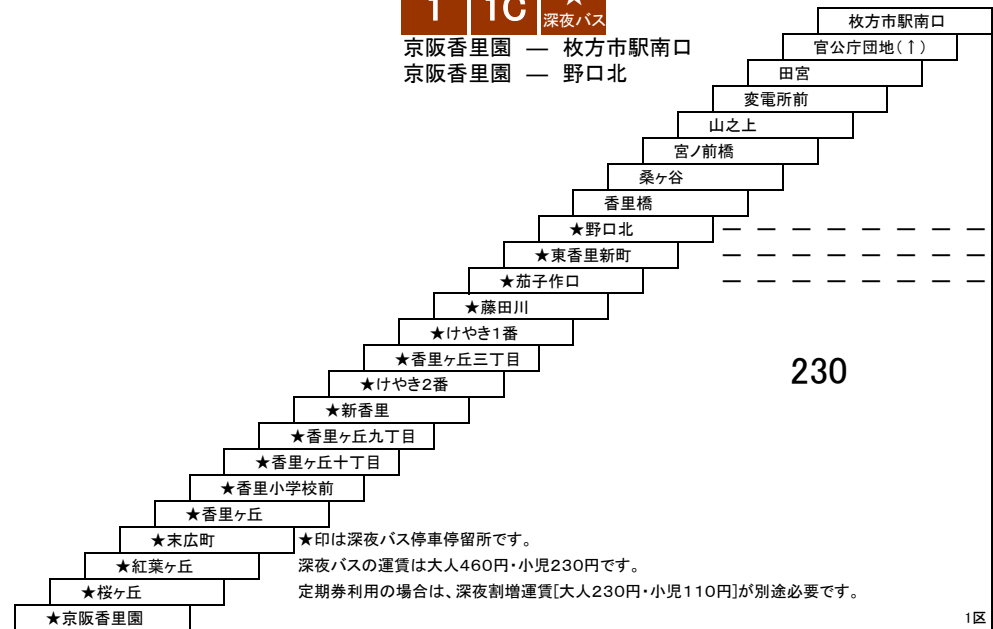 1 1C ★深夜バス
京阪香里園 ― 枚方市駅南口
京阪香里園 ― 野口北
枚方市駅南口
官公庁団地(↑)
田宮
変電所前
山之上
宮ノ前橋
桑ヶ谷
香里橋
★野口北
★東香里新町
★茄子作口
★藤田川
★けやき1番
★香里ヶ丘三丁目
230
★けやき2番
★新香里
★香里ヶ丘九丁目
★香里ヶ丘十丁目
★香里小学校前
★香里ヶ丘
★末広町
★印は深夜バス停車停留所です。
★紅葉ヶ丘
深夜バスの運賃は大人460円・小児230円です。
★桜ヶ丘
定期券利用の場合は、深夜割増運賃[大人230円・小児110円]が別途必要です。
★京阪香里園
1区